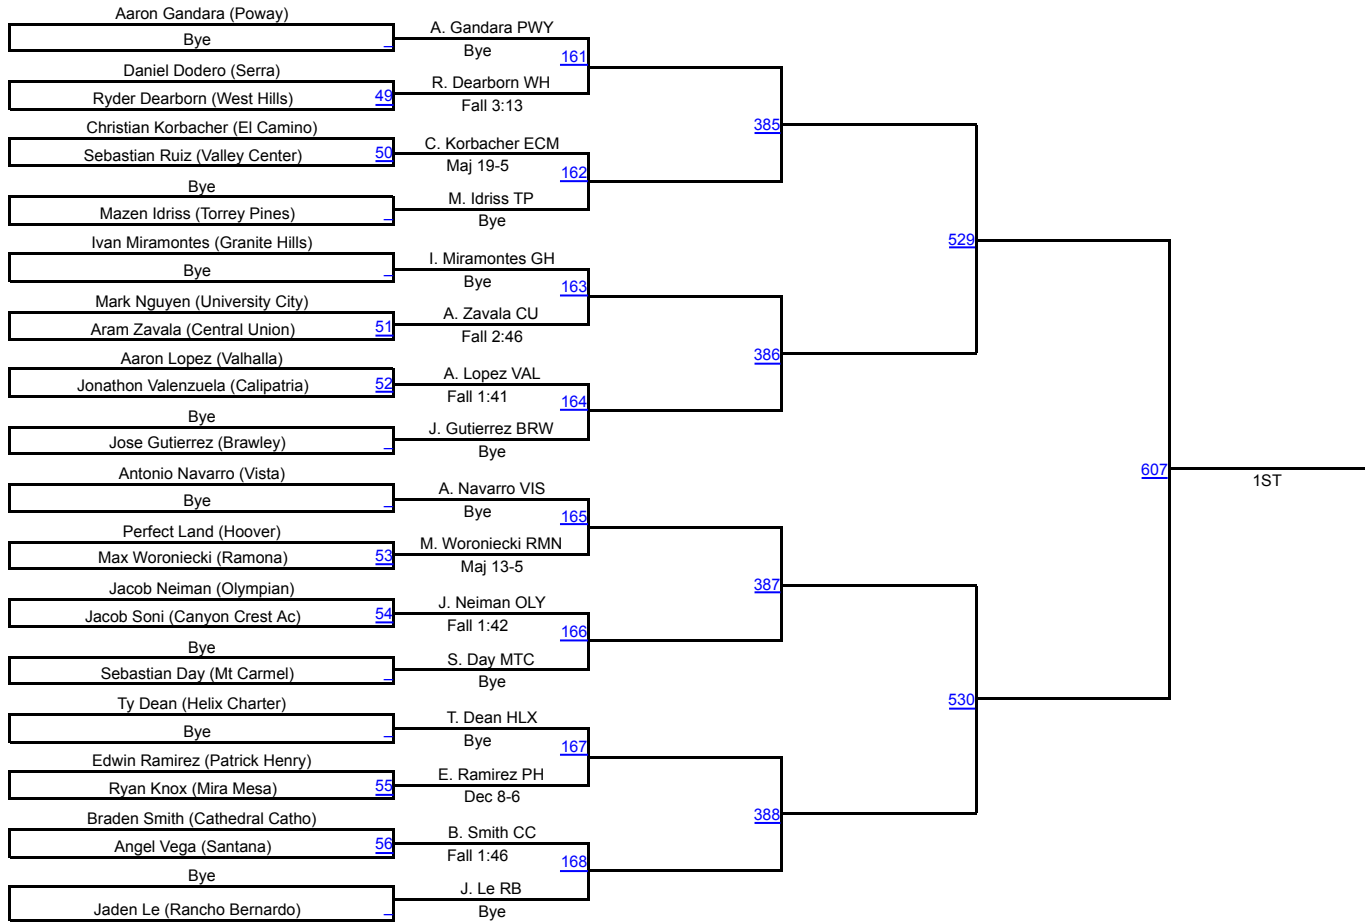 Aaron Gandara (Poway)
Bye
Daniel Dodero (Serra)
Ryder Dearborn (West Hills) 49
Christian Korbacher (El Camino)
Sebastian Ruiz (Valley Center) 50
Bye
Mazen Idriss (Torrey Pines)
Ivan Miramontes (Granite Hills)
Bye
Mark Nguyen (University City)
Aram Zavala (Central Union) 51
Aaron Lopez (Valhalla)
Jonathon Valenzuela (Calipatria) 52
Bye
Jose Gutierrez (Brawley)
Antonio Navarro (Vista)
Bye
Perfect Land (Hoover)
Max Woroniecki (Ramona) 53
Jacob Neiman (Olympian)
Jacob Soni (Canyon Crest Ac) 54
Bye
Sebastian Day (Mt Carmel)
Ty Dean (Helix Charter)
Bye
Edwin Ramirez (Patrick Henry)
Ryan Knox (Mira Mesa) 55
Braden Smith (Cathedral Catho)
Angel Vega (Santana) 56
Bye
Jaden Le (Rancho Bernardo)
A. Gandara PWY
Bye
161
R. Dearborn WH
Fall 3:13
C. Korbacher ECM
Maj 19-5
162
M. Idriss TP
Bye
I. Miramontes GH
Bye
163
A. Zavala CU
Fall 2:46
A. Lopez VAL
Fall 1:41
164
J. Gutierrez BRW
Bye
A. Navarro VIS
Bye
165
M. Woroniecki RMN
Maj 13-5
J. Neiman OLY
Fall 1:42
166
S. Day MTC
Bye
T. Dean HLX
Bye
167
E. Ramirez PH
Dec 8-6
B. Smith CC
Fall 1:46
168
J. Le RB
Bye
385
386
387
388
529
530
607
1ST